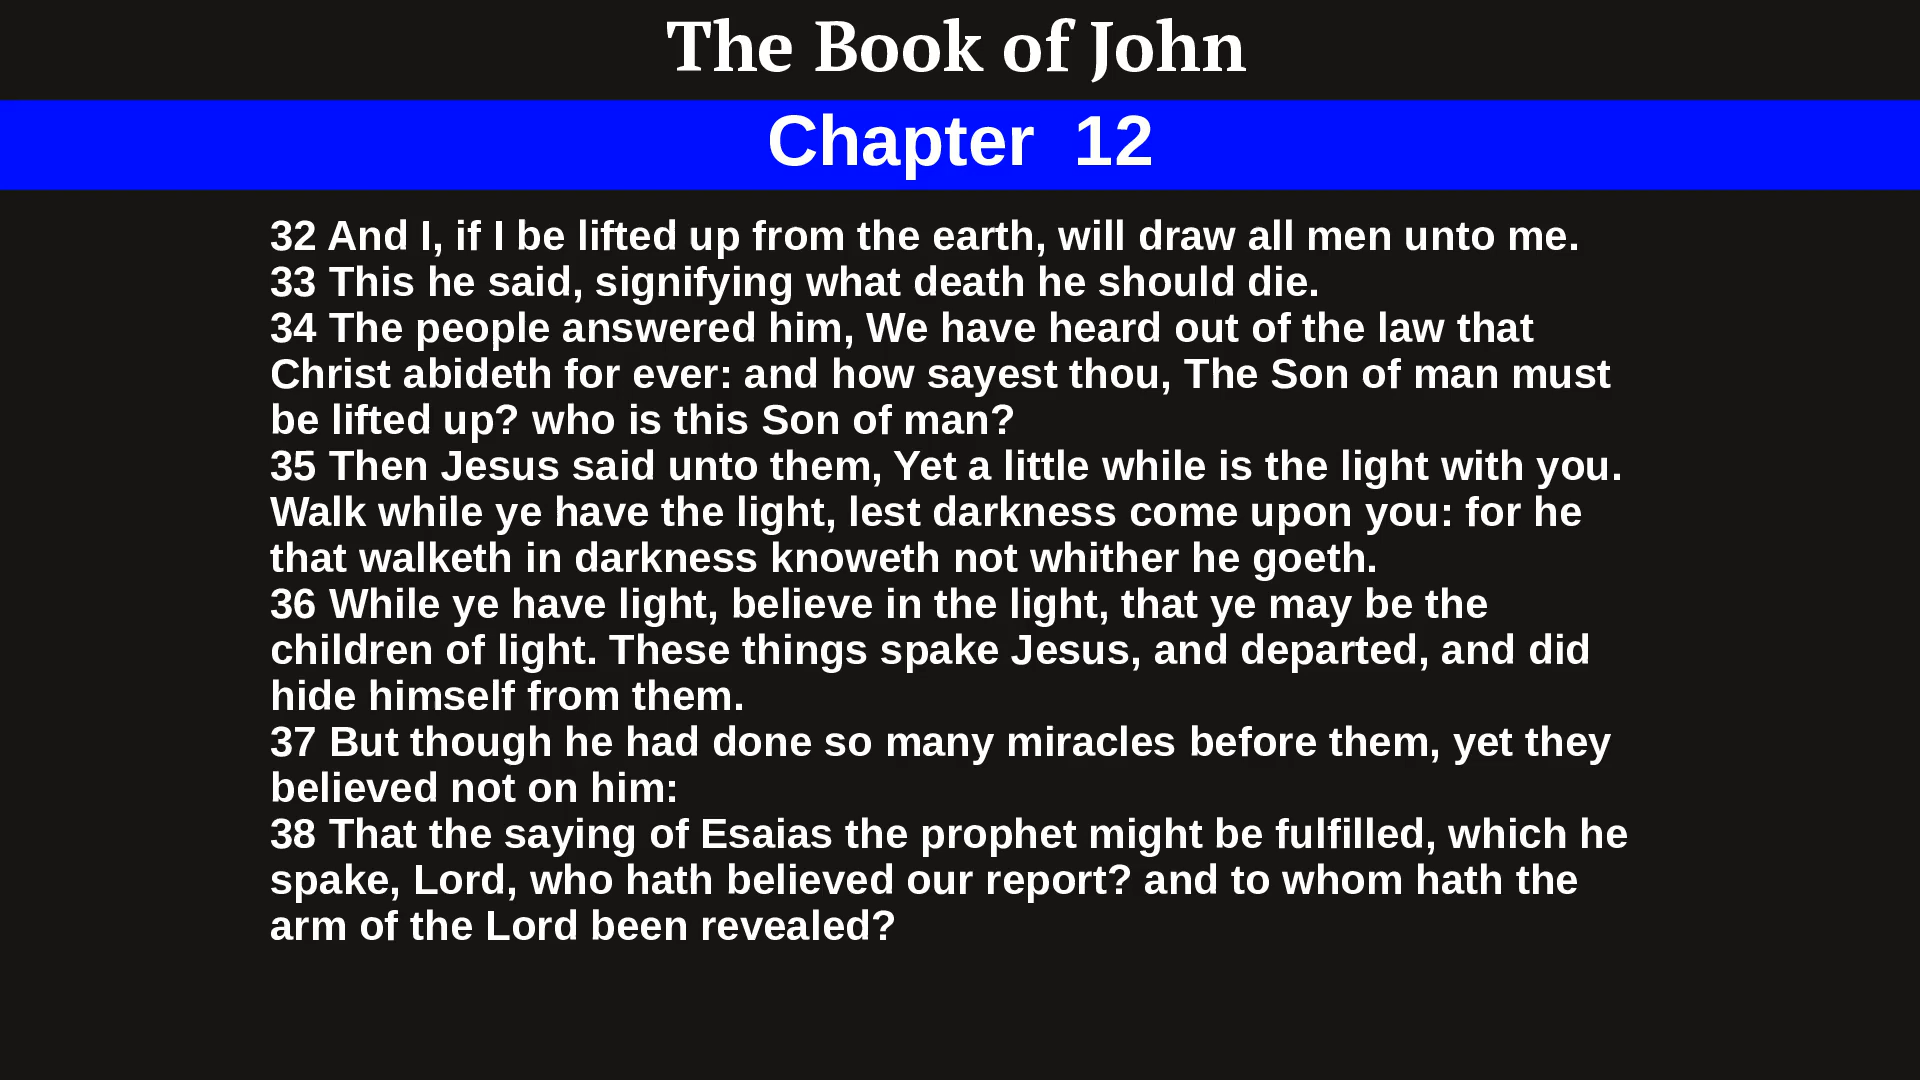 The Book of John
Chapter 12
32 And I, if I be lifted up from the earth, will draw all men unto me.
33 This he said, signifying what death he should die.
34 The people answered him, We have heard out of the law that
Christ abideth for ever: and how sayest thou, The Son of man must
be lifted up? who is this Son of man?
35 Then Jesus said unto them, Yet a little while is the light with you.
Walk while ye have the light, lest darkness come upon you: for he
that walketh in darkness knoweth not whither he goeth.
36 While ye have light, believe in the light, that ye may be the
children of light. These things spake Jesus, and departed, and did
hide himself from them.
37 But though he had done so many miracles before them, yet they
believed not on him:
38 That the saying of Esaias the prophet might be fulfilled, which he
spake, Lord, who hath believed our report? and to whom hath the
arm of the Lord been revealed?